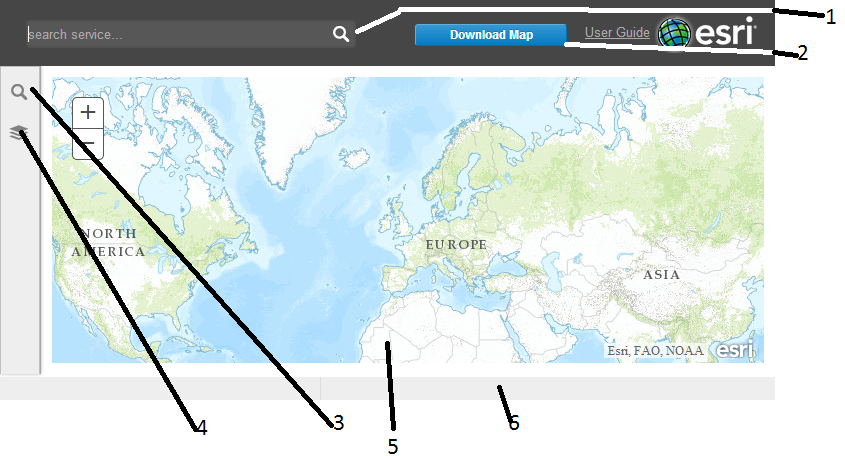 search service...
Download Map
User Guide
esri
1
2
+
−
NORTH
AMERICA
EUROPE
ASIA
Esri, FAO, NOAA
esri
4
3
5
6